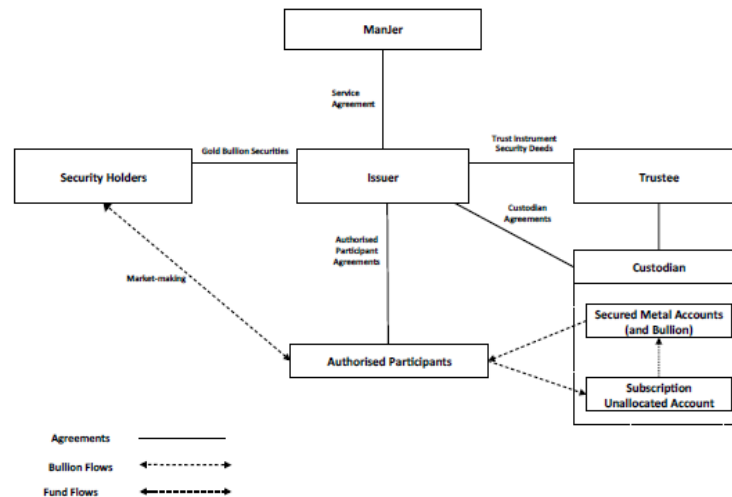 ManJer
Service
Agreement
Gold Bullion Securities
Trust Instrument
Security Deeds
Security Holders
Issuer
Trustee
Custodian
Agreements
Authorised
Participant
Agreements
Custodian
Market-making
Secured Metal Accounts
(and Bullion)
Authorised Participants
Subscription
Unallocated Account
Agreements
Bullion Flows
Fund Flows